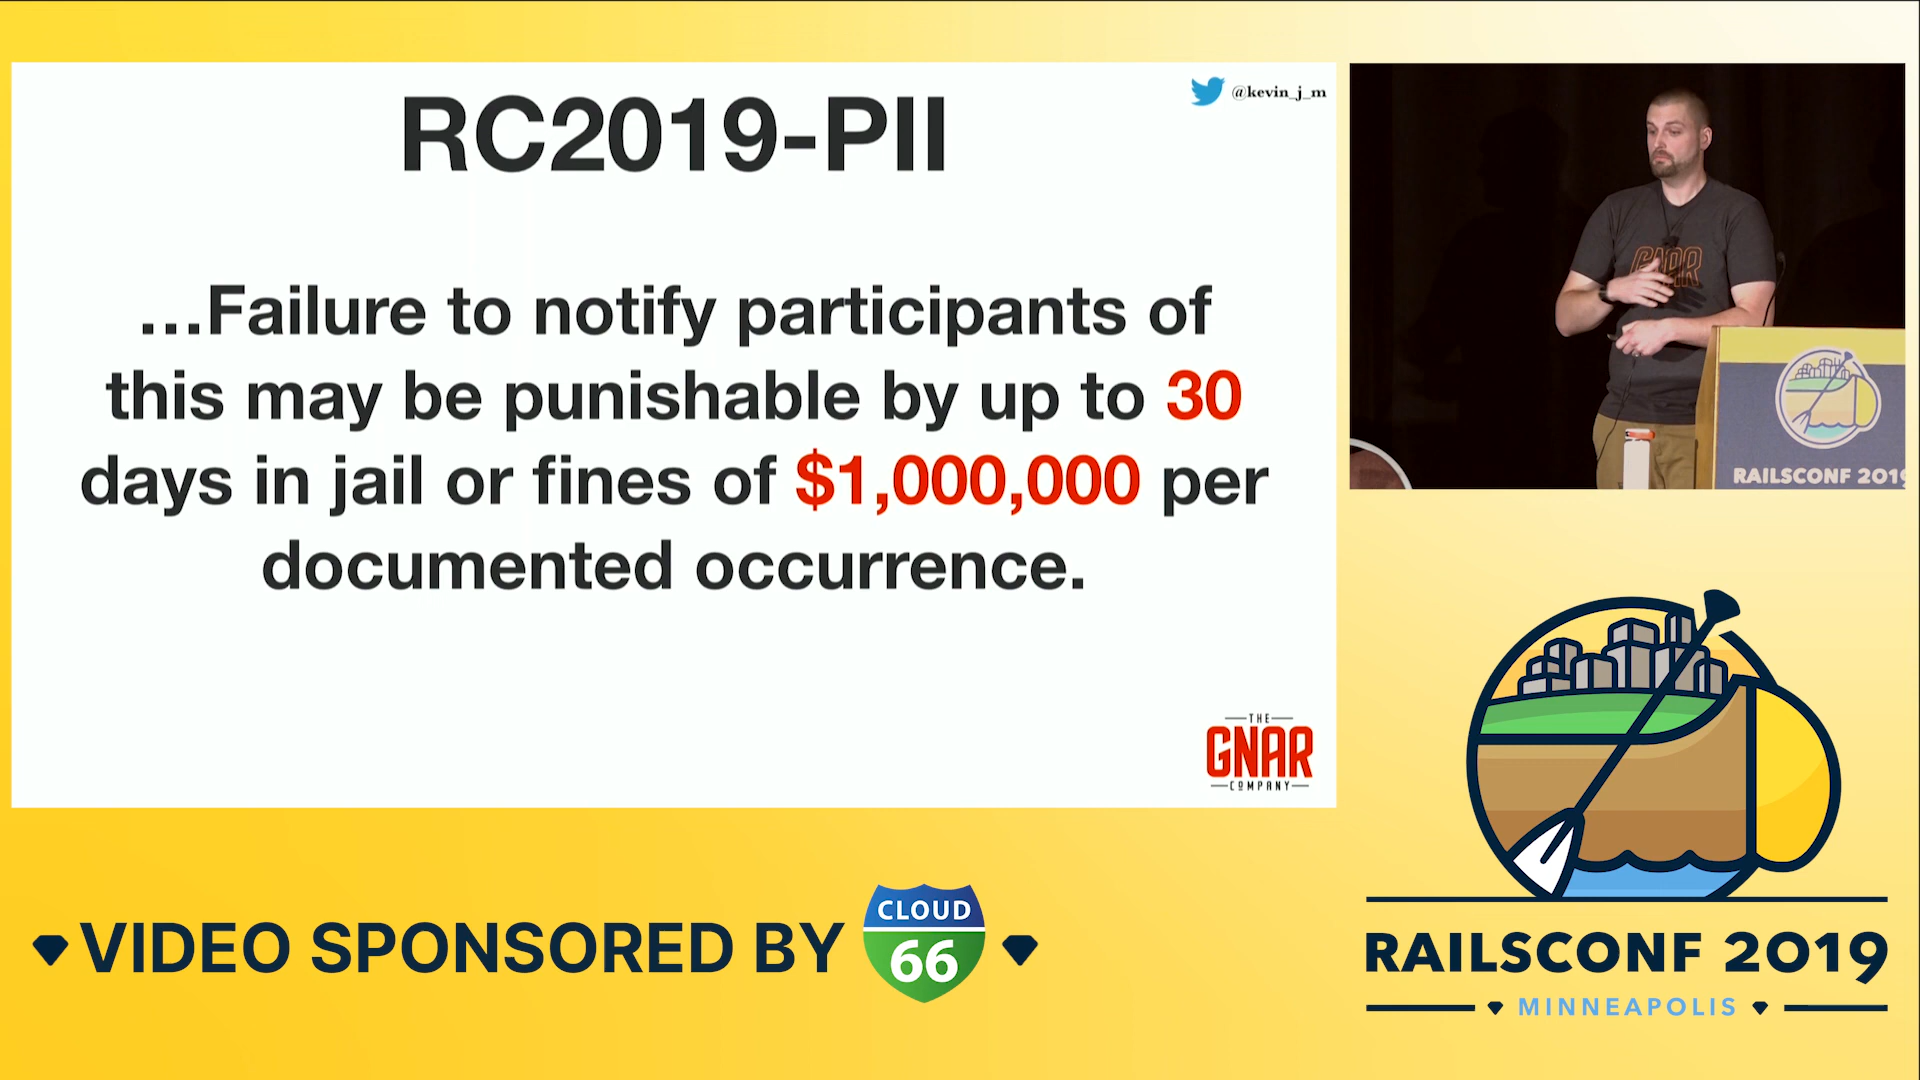 @kevin_j_m
RC2019-PII
...Failure to notify participants of
this may be punishable by up to 30
days in jail or fines of $1,000,000 per
documented occurrence.
THE
GNAR
COMPANY
GNAR
RAILSCONF 2019
VIDEO SPONSORED BY
CLOUD
66
RAILSCONF 2019
MINNEAPOLIS